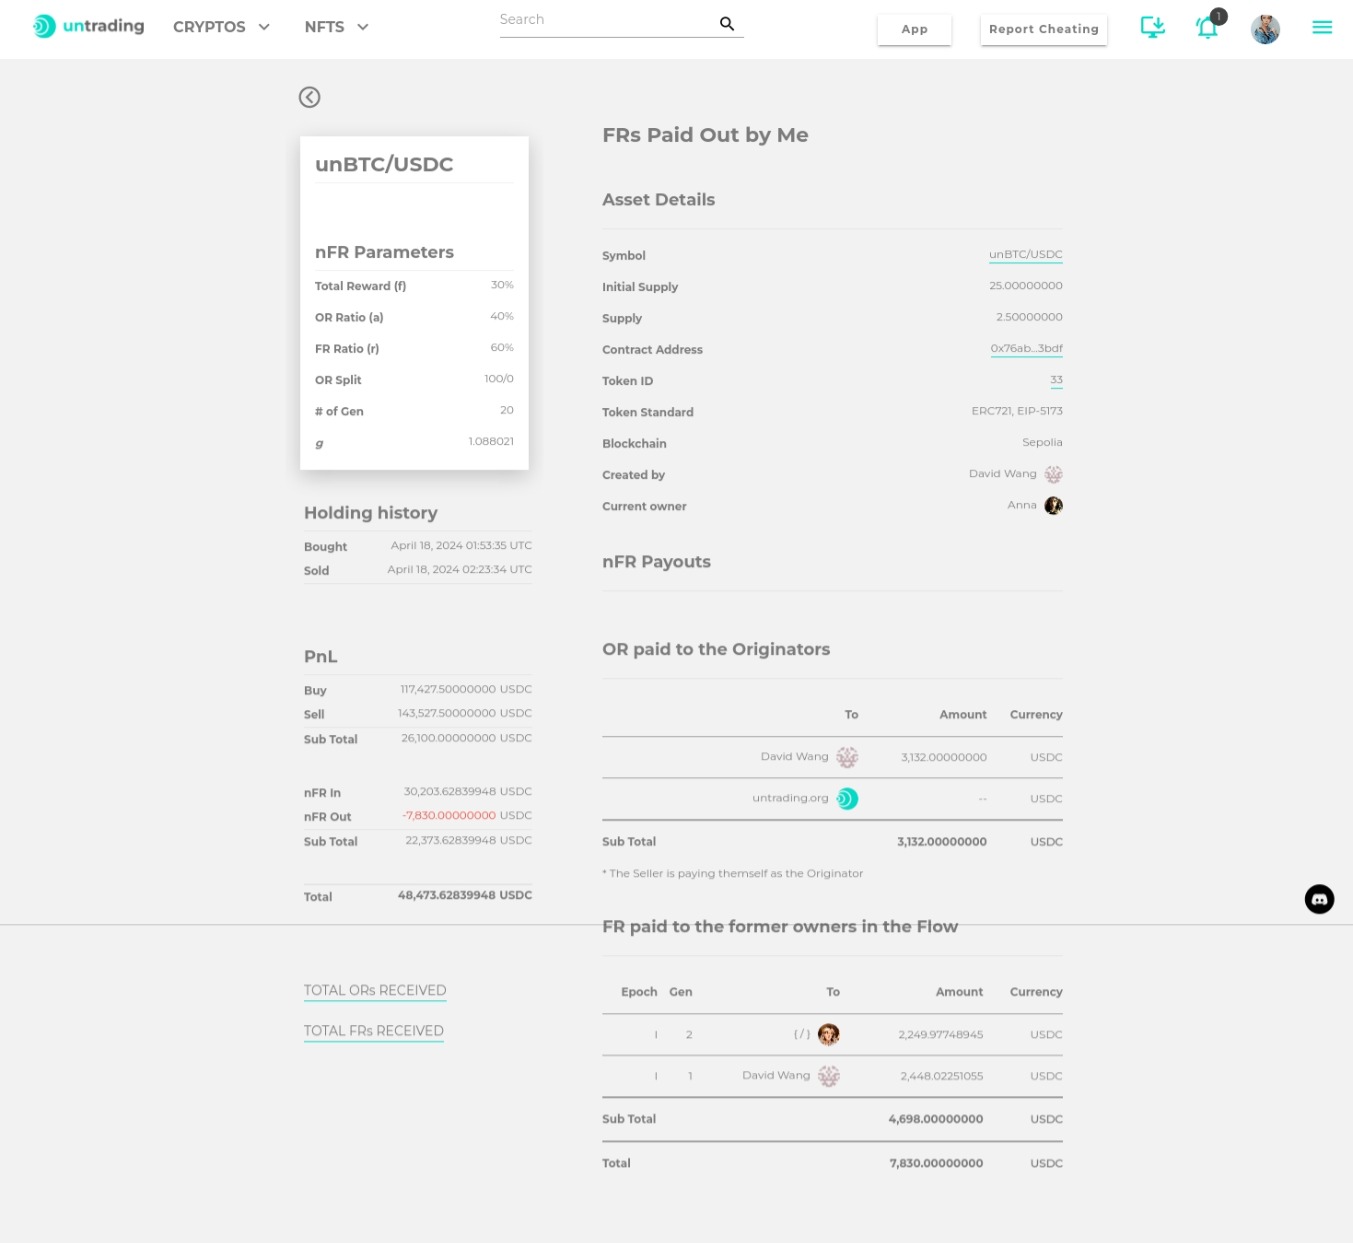 untrading CRYPTOS NFTS Search App Report Cheating 1
unBTC/USDC
nFR Parameters
Total Reward (f) 30%
OR Ratio (a) 40%
FR Ratio (r) 60%
OR Split 100/0
# of Gen 20
g 1.088021
Holding history
Bought April 18, 2024 01:53:35 UTC
Sold April 18, 2024 02:23:34 UTC
PnL
Buy 117,427.50000000 USDC
Sell 143,527.50000000 USDC
Sub Total 26,100.00000000 USDC
nFR In 30,203.62839948 USDC
nFR Out -7,830.00000000 USDC
Sub Total 22,373.62839948 USDC
Total 48,473.62839948 USDC
TOTAL ORs RECEIVED
TOTAL FRs RECEIVED
FRs Paid Out by Me
Asset Details
Symbol unBTC/USDC
Initial Supply 25.00000000
Supply 2.50000000
Contract Address 0x76ab...3bdf
Token ID 33
Token Standard ERC721, EIP-5173
Blockchain Sepolia
Created by David Wang
Current owner Anna
nFR Payouts
OR paid to the Originators
To Amount Currency
David Wang 3,132.00000000 USDC
untrading.org -- USDC
Sub Total 3,132.00000000 USDC
* The Seller is paying themself as the Originator
FR paid to the former owners in the Flow
Epoch Gen To Amount Currency
I 2 ( / ) 2,249.97748945 USDC
I 1 David Wang 2,448.02251055 USDC
Sub Total 4,698.00000000 USDC
Total 7,830.00000000 USDC